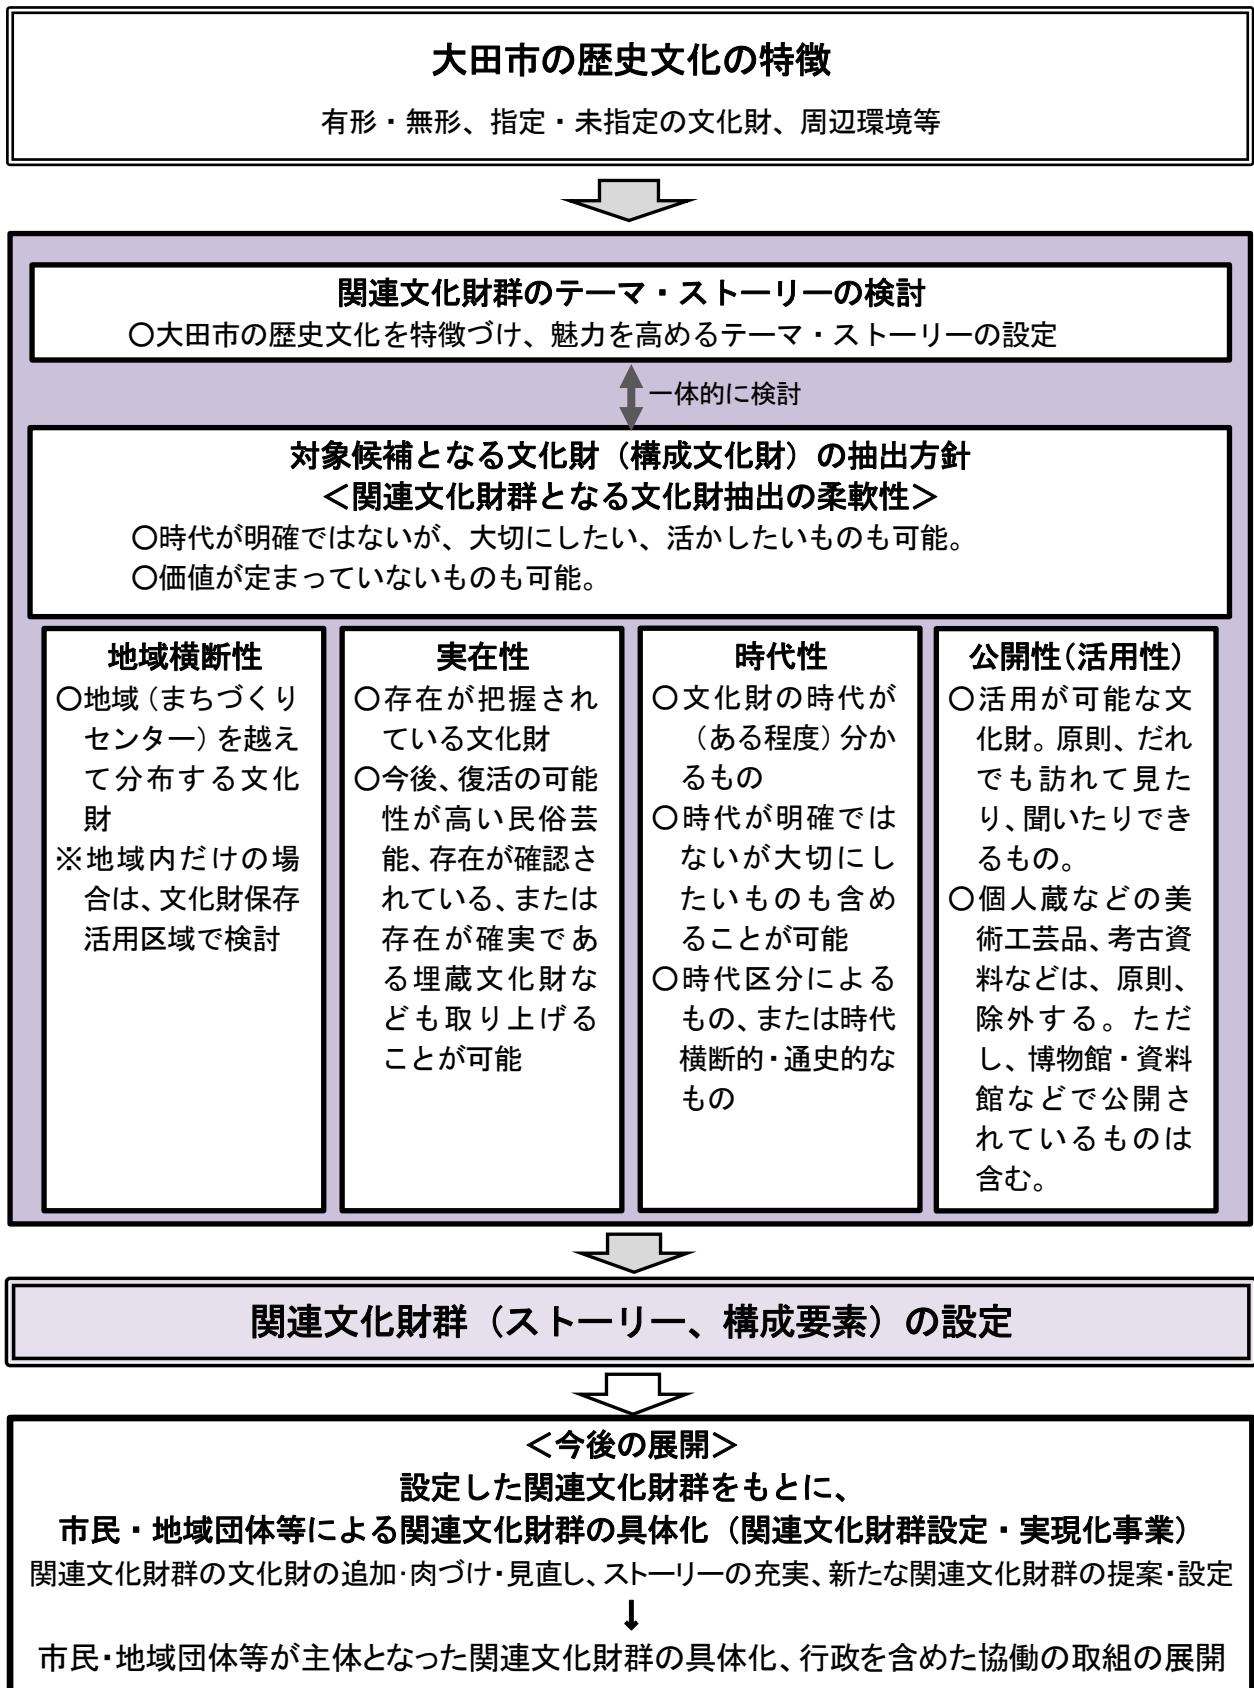 大田市の歴史文化の特徴
有形・無形、指定・未指定の文化財、周辺環境等
関連文化財群のテーマ・ストーリーの検討
○大田市の歴史文化を特徴づけ、魅力を高めるテーマ・ストーリーの設定
一体的に検討
対象候補となる文化財（構成文化財）の抽出方針
＜関連文化財群となる文化財抽出の柔軟性＞
○時代が明確ではないが、大切にしたい、活かしたいものも可能。
○価値が定まっていないものも可能。
地域横断性
○地域（まちづくり
センター）を越え
て分布する文化
財
※地域内だけの場
合は、文化財保存
活用区域で検討
実在性
○存在が把握され
ている文化財
○今後、復活の可能
性が高い民俗芸
能、存在が確認さ
れている、または
存在が確実であ
る埋蔵文化財な
ども取り上げる
ことが可能
時代性
○文化財の時代が
（ある程度）分か
るもの
○時代が明確では
ないが大切にし
たいものも含め
ることが可能
○時代区分による
もの、または時代
横断的・通史的な
もの
公開性（活用性）
○活用が可能な文
化財。原則、だれ
でも訪れて見た
り、聞いたりでき
るもの。
○個人蔵などの美
術工芸品、考古資
料などは、原則、
除外する。ただ
し、博物館・資料
館などで公開さ
れているものは
含む。
関連文化財群（ストーリー、構成要素）の設定
＜今後の展開＞
設定した関連文化財群をもとに、
市民・地域団体等による関連文化財群の具体化（関連文化財群設定・実現化事業）
関連文化財群の文化財の追加・肉づけ・見直し、ストーリーの充実、新たな関連文化財群の提案・設定
↓
市民・地域団体等が主体となった関連文化財群の具体化、行政を含めた協働の取組の展開